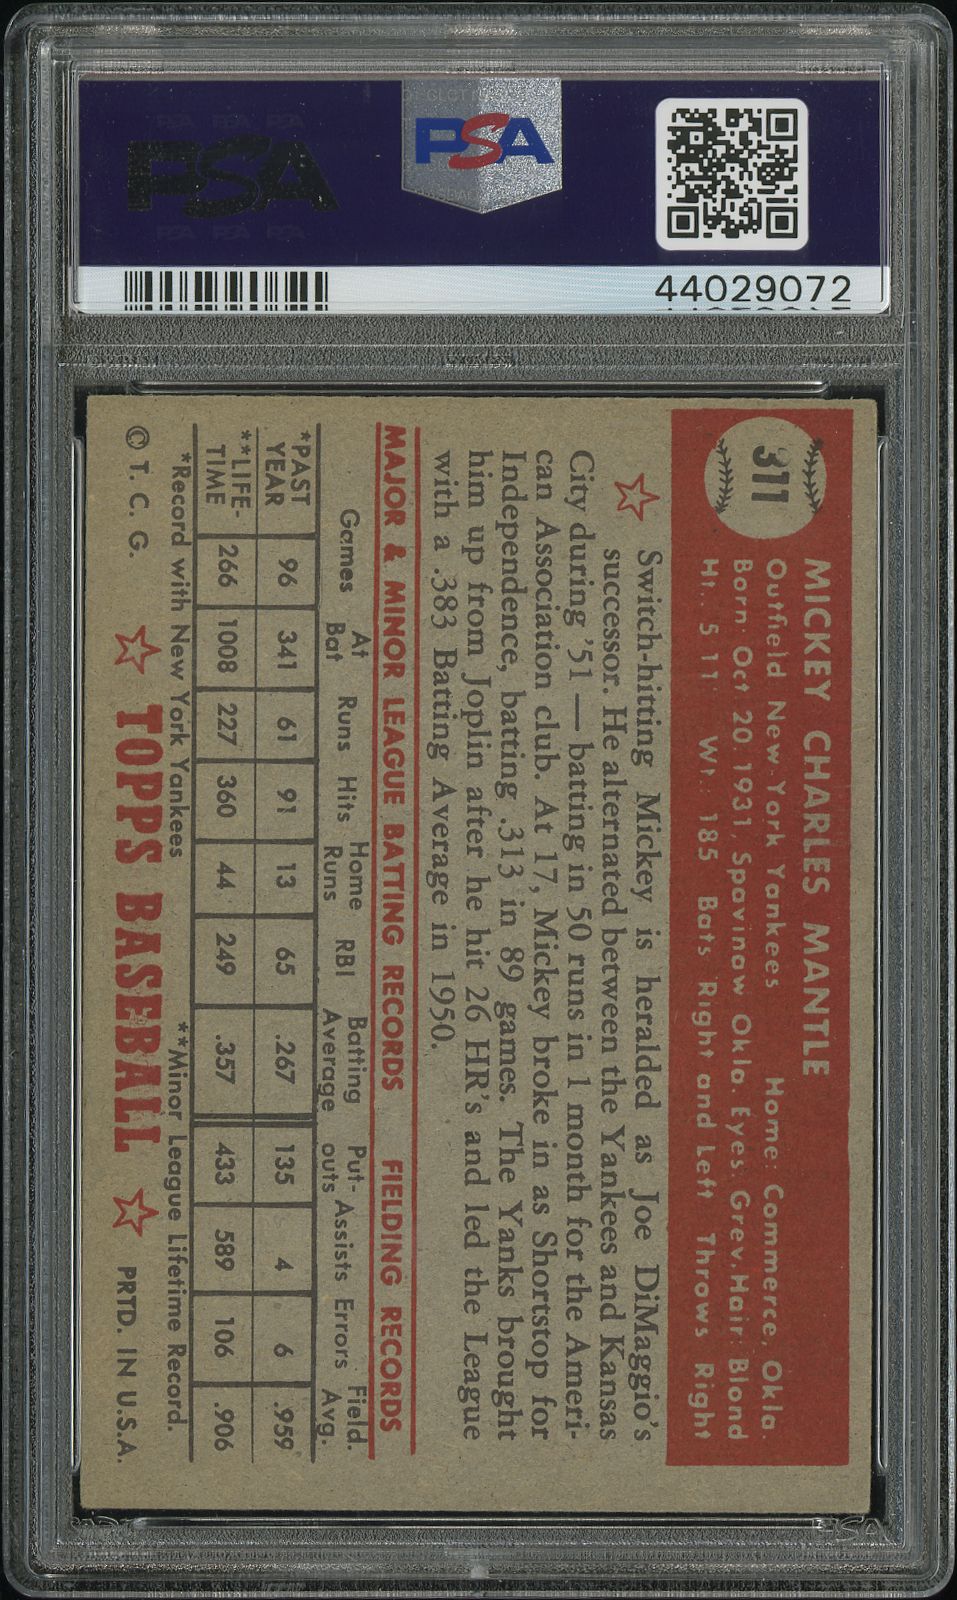 PSA
PSA
44029072
311
MICKEY CHARLES MANTLE
Outfield New York Yankees Home: Commerce, Okla.
Born: Oct 20, 1931, Spavinaw Okla. Eyes: Grey, Hair: Blond
Ht.: 5 11 Wt.: 185 Bats Right and Left Throws Right
Switch-hitting Mickey is heralded as Joe DiMaggio's
successor. He alternated between the Yankees and Kansas
City during '51 — batting in 50 runs in 1 month for the Ameri-
can Association club. At 17, Mickey broke in as Shortstop for
Independence, batting .313 in 89 games. The Yanks brought
him up from Joplin after he hit 26 HR's and led the League
with a .383 Batting Average in 1950.
MAJOR & MINOR LEAGUE BATTING RECORDS FIELDING RECORDS
Games At Bat Runs Hits Home Runs RBI Batting Average Put-outs Assists Errors Field. Avg.
*PAST YEAR 96 341 61 91 13 65 .267 135 4 6 .959
**LIFE-TIME 266 1008 227 360 44 249 .357 433 589 106 .906
*Record with New York Yankees **Minor League Lifetime Record.
© T. C. G. TOPPS BASEBALL PRTD. IN U.S.A.